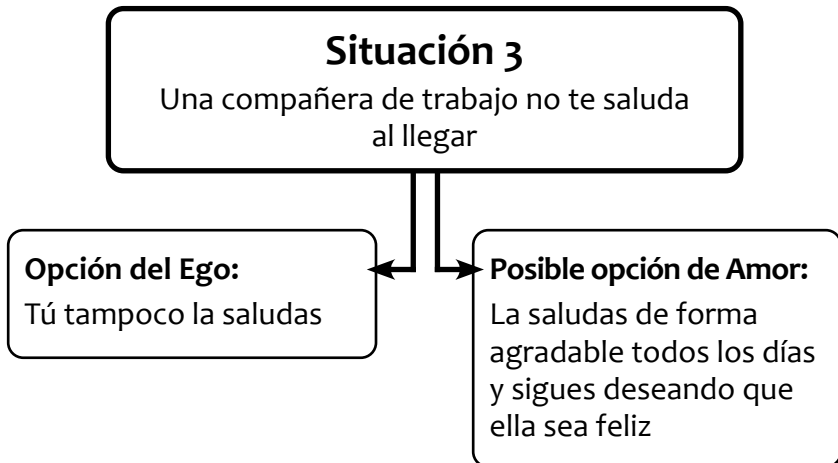 Situación 3
Una compañera de trabajo no te saluda
al llegar
Opción del Ego:
Tú tampoco la saludas
Posible opción de Amor:
La saludas de forma
agradable todos los días
y sigues deseando que
ella sea feliz